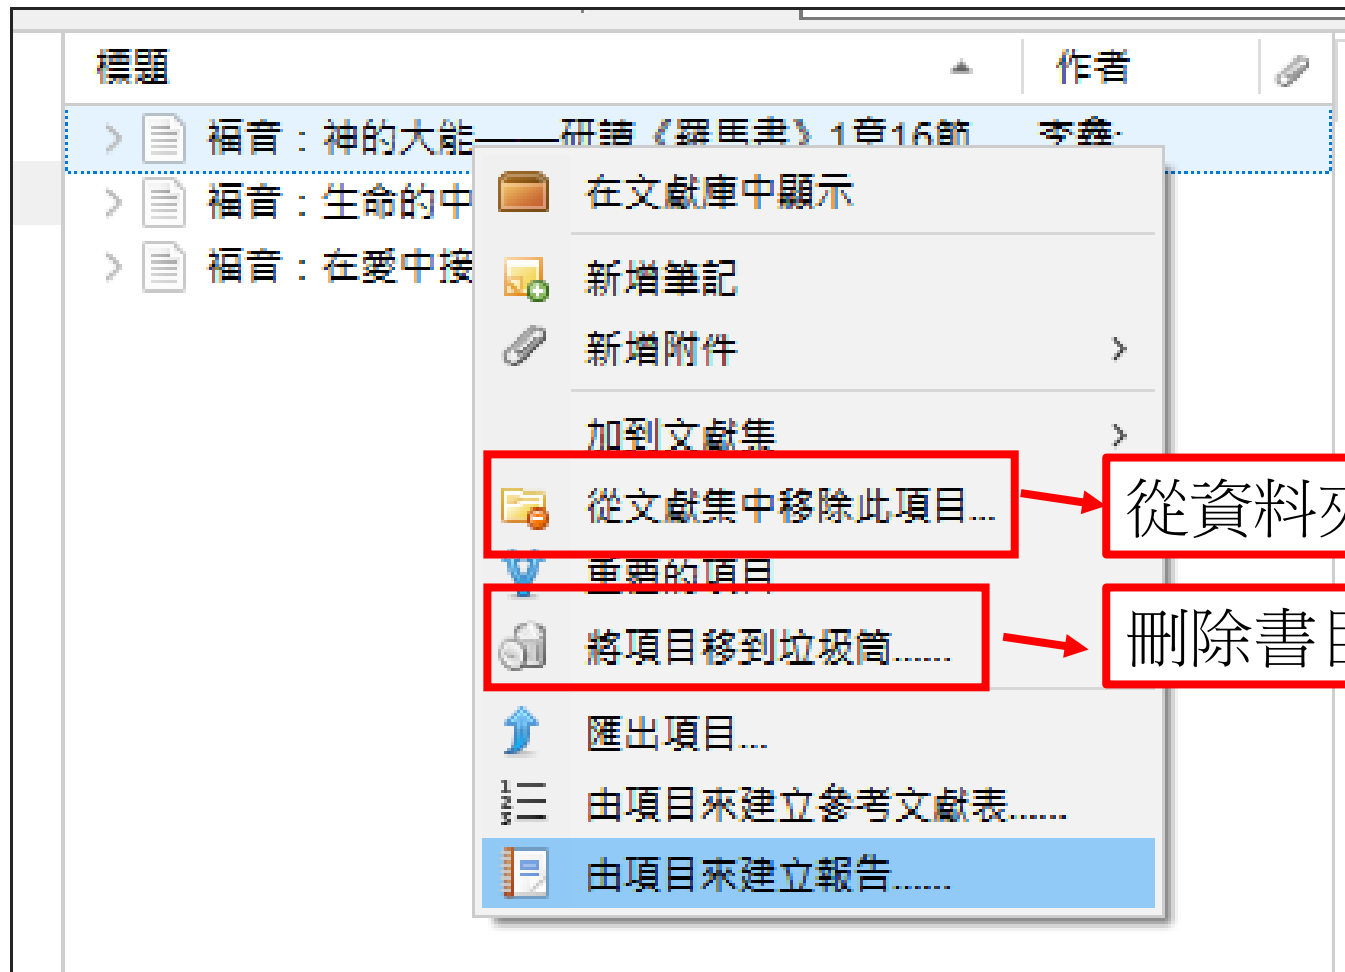 標題 作者
福音：神的大能——研讀《羅馬書》1章16節 李鑫;
福音：生命的中
福音：在愛中接
在文獻庫中顯示
新增筆記
新增附件
加到文獻集
從文獻集中移除此項目...
從資料夾
重要的項目
將項目移到垃圾筒......
刪除書目
匯出項目...
由項目來建立參考文獻表......
由項目來建立報告......